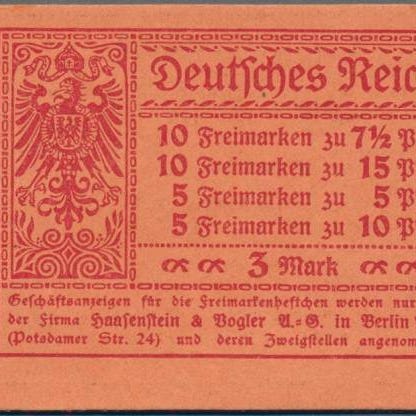 Deutsches Reic
10 Freimarken zu 7½ P
10 Freimarken zu 15 P
5 Freimarken zu 5 P
5 Freimarken zu 10 P
3 Mark
Geschäftsanzeigen für die Freimarkenheftchen werden nur
der Firma Haasenstein & Vogler A.-G. in Berlin
(Potsdamer Str. 24) und deren Zweigstellen angenom